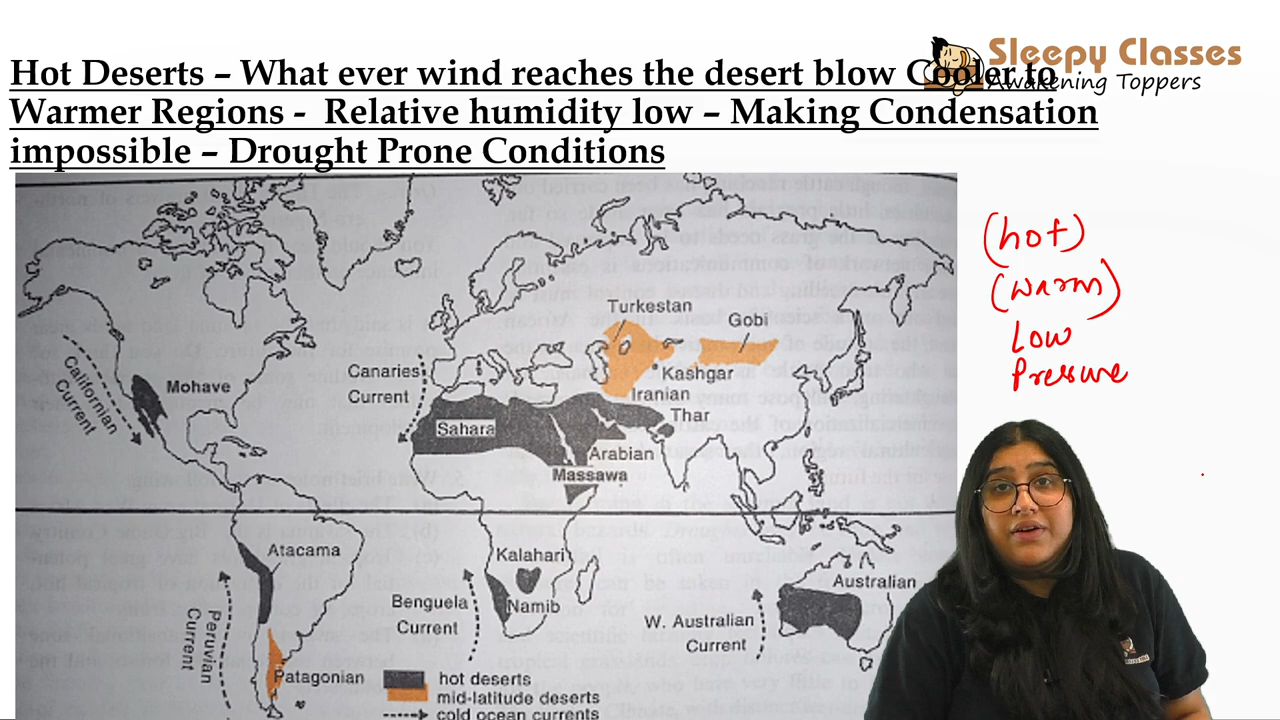 Sleepy Classes
Awakening Toppers
Hot Deserts – What ever wind reaches the desert blow Cooler to
Warmer Regions - Relative humidity low – Making Condensation
impossible – Drought Prone Conditions
(hot)
(warm)
Low
Pressure
Turkestan
Gobi
Californian
Current
Mohave
Canaries
Current
Kashgar
Iranian
Thar
Sahara
Arabian
Massawa
Atacama
Kalahari
Australian
Benguela
Current
Namib
W. Australian
Current
Peruvian
Current
Patagonian
hot deserts
mid-latitude deserts
cold ocean currents